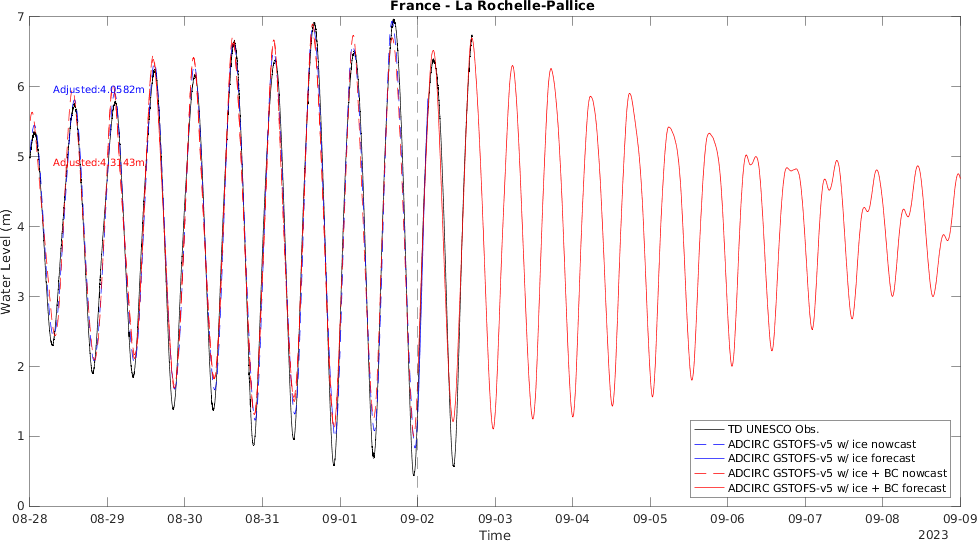 France - La Rochelle-Pallice
7
6
5
4
3
2
1
0
Water Level (m)
Adjusted:4.0582m
Adjusted:4.3143m
TD UNESCO Obs.
ADCIRC GSTOFS-v5 w/ ice nowcast
ADCIRC GSTOFS-v5 w/ ice forecast
ADCIRC GSTOFS-v5 w/ ice + BC nowcast
ADCIRC GSTOFS-v5 w/ ice + BC forecast
08-28 08-29 08-30 08-31 09-01 09-02 09-03 09-04 09-05 09-06 09-07 09-08 09-09
Time
2023